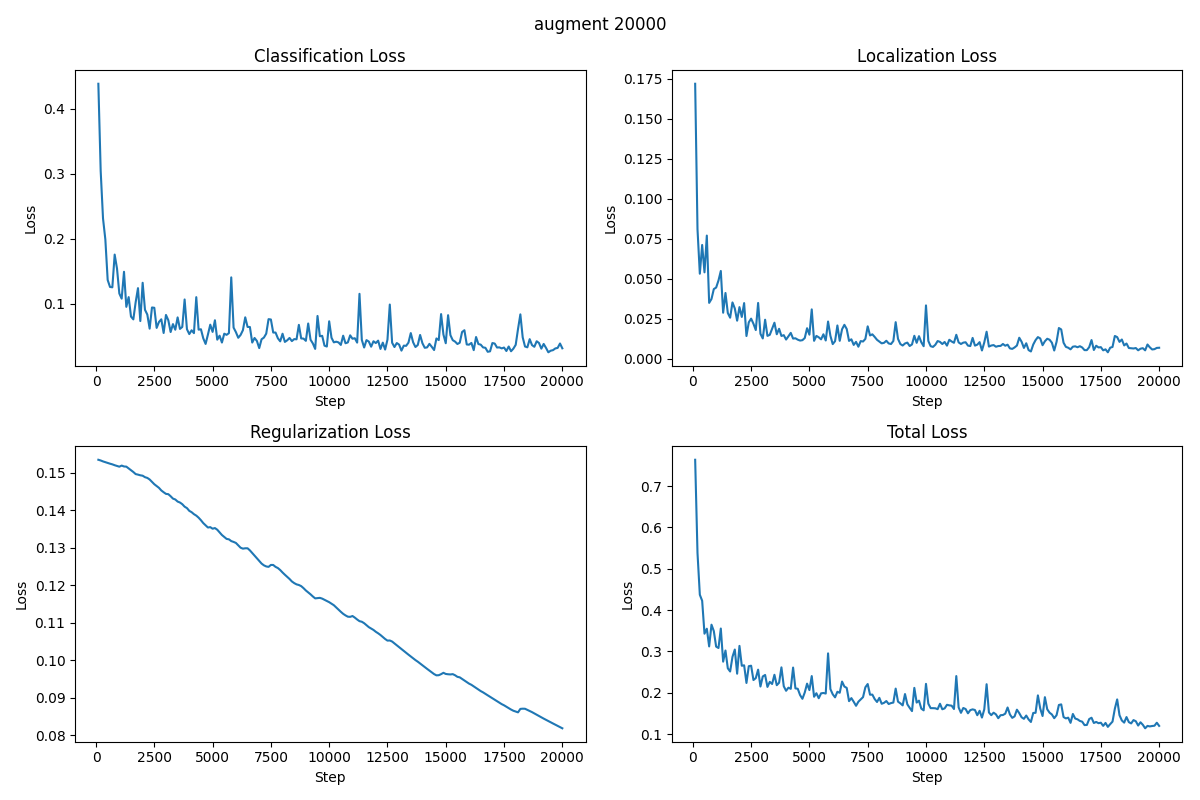 augment 20000
Classification Loss
Localization Loss
0.4
0.3
0.2
0.1
Loss
0 2500 5000 7500 10000 12500 15000 17500 20000
Step
0.175
0.150
0.125
0.100
0.075
0.050
0.025
0.000
Loss
0 2500 5000 7500 10000 12500 15000 17500 20000
Step
Regularization Loss
Total Loss
0.15
0.14
0.13
0.12
0.11
0.10
0.09
0.08
Loss
0 2500 5000 7500 10000 12500 15000 17500 20000
Step
0.7
0.6
0.5
0.4
0.3
0.2
0.1
Loss
0 2500 5000 7500 10000 12500 15000 17500 20000
Step